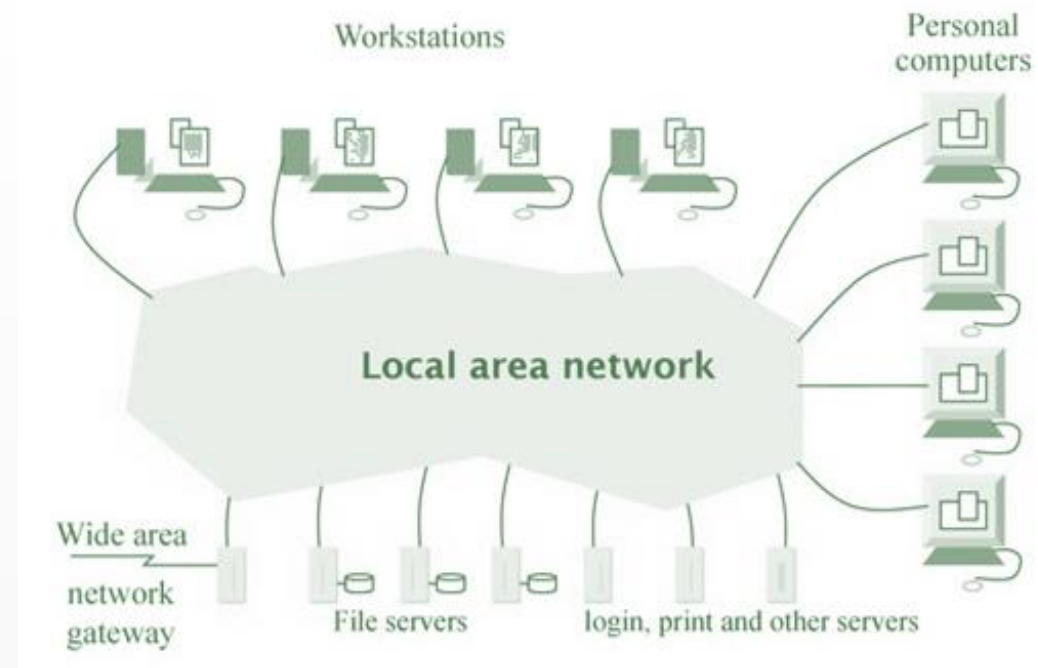 Workstations
Personal
computers
Local area network
Wide area
network
gateway
File servers
login, print and other servers